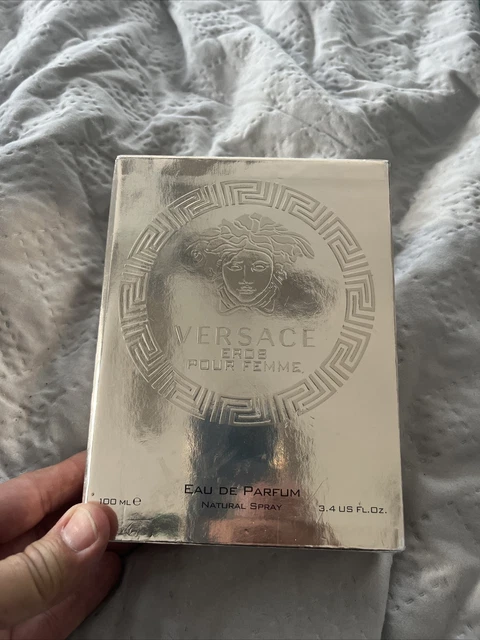 VERSACE
EROS
POUR FEMME
EAU DE PARFUM
100 ML ℮ NATURAL SPRAY 3.4 US FL.OZ.